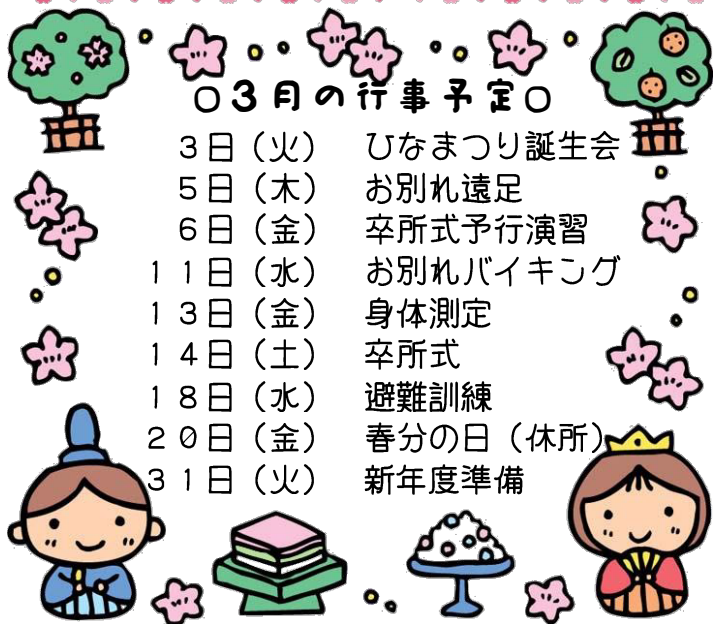 ○３月の行事予定○
３日（火）　ひなまつり誕生会
５日（木）　お別れ遠足
６日（金）　卒所式予行演習
１１日（水）　お別れバイキング
１３日（金）　身体測定
１４日（土）　卒所式
１８日（水）　避難訓練
２０日（金）　春分の日（休所）
３１日（火）　新年度準備